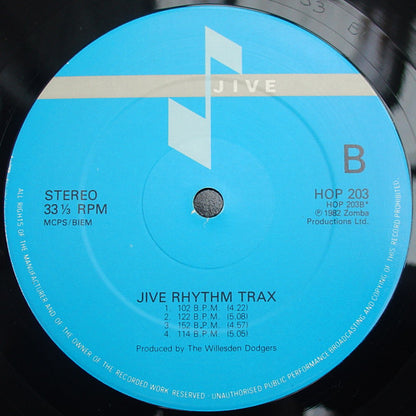 JIVE
B
STEREO
33⅓ RPM
MCPS/BIEM
HOP 203
HOP 203B*
℗ 1982 Zomba
Productions Ltd.
JIVE RHYTHM TRAX
1. 102 B.P.M. (4.22)
2. 122 B.P.M. (5.08)
3. 152 B.P.M. (4.57)
4. 114 B.P.M. (5.05)
Produced by The Willesden Dodgers
ALL RIGHTS OF THE MANUFACTURER AND OF THE OWNER OF THE RECORDED WORK RESERVED. UNAUTHORISED PUBLIC PERFORMANCE BROADCASTING AND COPYING OF THIS RECORD PROHIBITED.